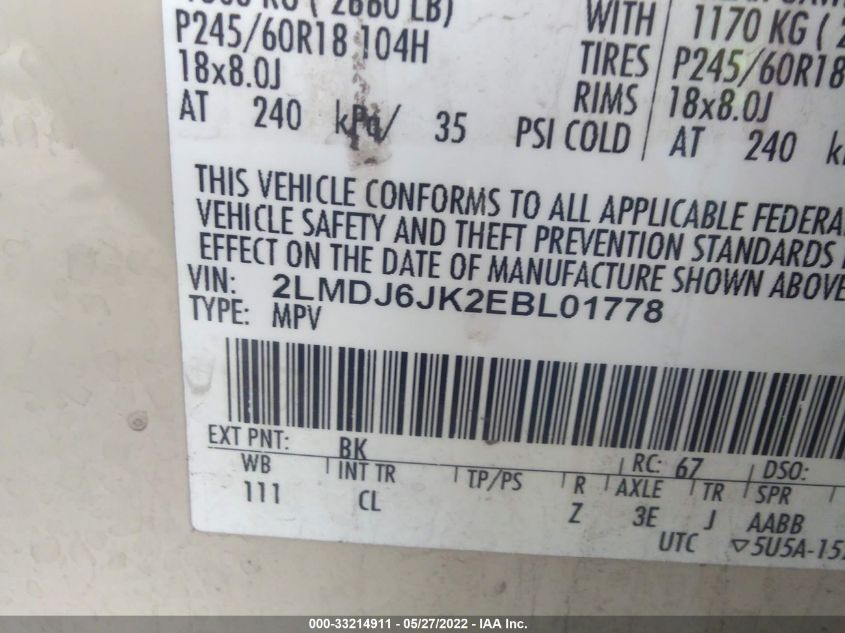 P245/60R18 104H
18x8.0J
AT 240 kPa/ 35 PSI COLD
WITH 1170 KG (
TIRES P245/60R18
RIMS 18x8.0J
AT 240
THIS VEHICLE CONFORMS TO ALL APPLICABLE FEDERA
VEHICLE SAFETY AND THEFT PREVENTION STANDARDS
EFFECT ON THE DATE OF MANUFACTURE SHOWN ABOVE
VIN: 2LMDJ6JK2EBL01778
TYPE: MPV
EXT PNT: BK RC: 67 DSO:
WB INT TR TP/PS R AXLE TR SPR
111 CL Z 3E J AABB
UTC ▽5U5A-15
000-33214911 - 05/27/2022 - IAA Inc.